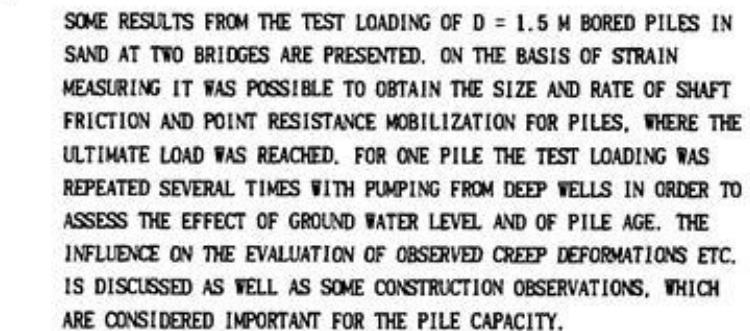 SOME RESULTS FROM THE TEST LOADING OF D = 1.5 M BORED PILES IN
SAND AT TWO BRIDGES ARE PRESENTED. ON THE BASIS OF STRAIN
MEASURING IT WAS POSSIBLE TO OBTAIN THE SIZE AND RATE OF SHAFT
FRICTION AND POINT RESISTANCE MOBILIZATION FOR PILES, WHERE THE
ULTIMATE LOAD WAS REACHED. FOR ONE PILE THE TEST LOADING WAS
REPEATED SEVERAL TIMES WITH PUMPING FROM DEEP WELLS IN ORDER TO
ASSESS THE EFFECT OF GROUND WATER LEVEL AND OF PILE AGE. THE
INFLUENCE ON THE EVALUATION OF OBSERVED CREEP DEFORMATIONS ETC.
IS DISCUSSED AS WELL AS SOME CONSTRUCTION OBSERVATIONS, WHICH
ARE CONSIDERED IMPORTANT FOR THE PILE CAPACITY.